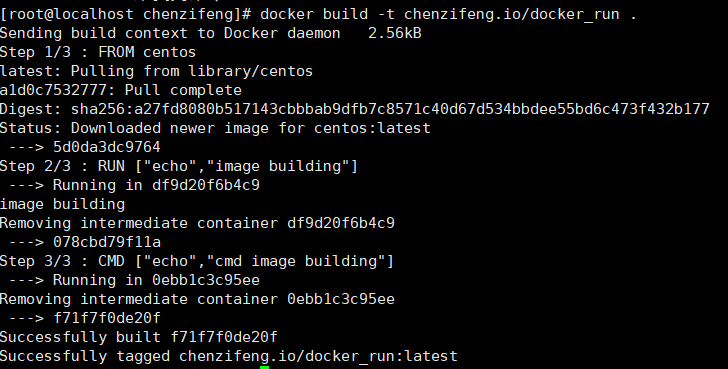 [root@localhost chenzifeng]# docker build -t chenzifeng.io/docker_run .
Sending build context to Docker daemon   2.56kB
Step 1/3 : FROM centos
latest: Pulling from library/centos
a1d0c7532777: Pull complete
Digest: sha256:a27fd8080b517143cbbbab9dfb7c8571c40d67d534bbdee55bd6c473f432b177
Status: Downloaded newer image for centos:latest
 ---> 5d0da3dc9764
Step 2/3 : RUN ["echo","image building"]
 ---> Running in df9d20f6b4c9
image building
Removing intermediate container df9d20f6b4c9
 ---> 078cbd79f11a
Step 3/3 : CMD ["echo","cmd image building"]
 ---> Running in 0ebb1c3c95ee
Removing intermediate container 0ebb1c3c95ee
 ---> f71f7f0de20f
Successfully built f71f7f0de20f
Successfully tagged chenzifeng.io/docker_run:latest